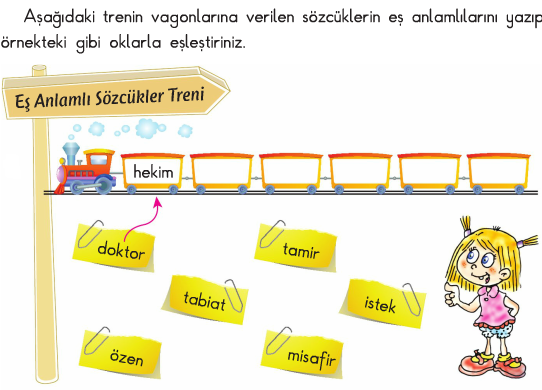 Aşağıdaki trenin vagonlarına verilen sözcüklerin eş anlamlılarını yazıp
örnekteki gibi oklarla eşleştiriniz.
Eş Anlamlı Sözcükler Treni
hekim
doktor
tamir
tabiat
istek
özen
misafir